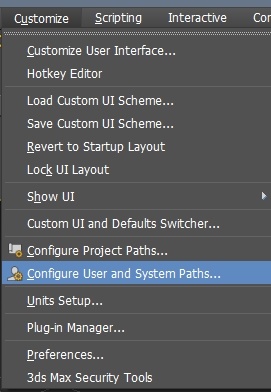 Customize Scripting Interactive Con
Customize User Interface...
Hotkey Editor
Load Custom UI Scheme...
Save Custom UI Scheme...
Revert to Startup Layout
Lock UI Layout
Show UI
Custom UI and Defaults Switcher...
Configure Project Paths...
Configure User and System Paths...
Units Setup...
Plug-in Manager...
Preferences...
3ds Max Security Tools